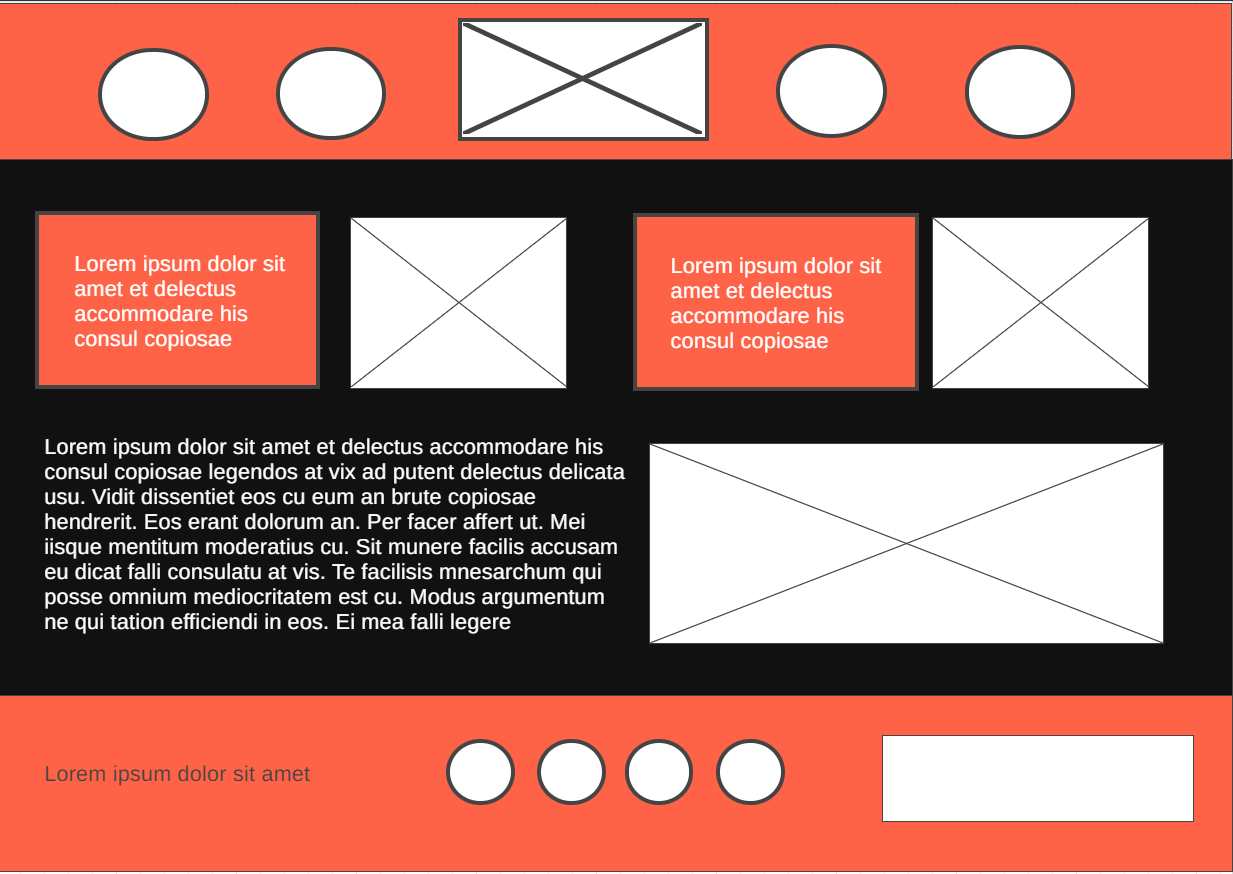 Lorem ipsum dolor sit
amet et delectus
accommodare his
consul copiosae
Lorem ipsum dolor sit
amet et delectus
accommodare his
consul copiosae
Lorem ipsum dolor sit amet et delectus accommodare his
consul copiosae legendos at vix ad putent delectus delicata
usu. Vidit dissentiet eos cu eum an brute copiosae
hendrerit. Eos erant dolorum an. Per facer affert ut. Mei
iisque mentitum moderatius cu. Sit munere facilis accusam
eu dicat falli consulatu at vis. Te facilisis mnesarchum qui
posse omnium mediocritatem est cu. Modus argumentum
ne qui tation efficiendi in eos. Ei mea falli legere
Lorem ipsum dolor sit amet